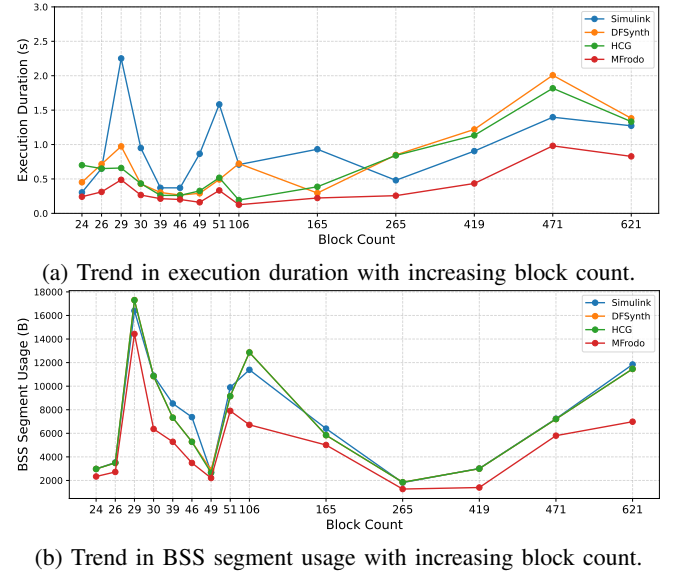 3.0
2.5
2.0
1.5
1.0
0.5
0.0
Execution Duration (s)
Simulink
DFSynth
HCG
MFrodo
24 26 29 30 39 46 49 51 106 165 265 419 471 621
Block Count
(a) Trend in execution duration with increasing block count.
18000
16000
14000
12000
10000
8000
6000
4000
2000
BSS Segment Usage (B)
Simulink
DFSynth
HCG
MFrodo
24 26 29 30 39 46 49 51 106 165 265 419 471 621
Block Count
(b) Trend in BSS segment usage with increasing block count.